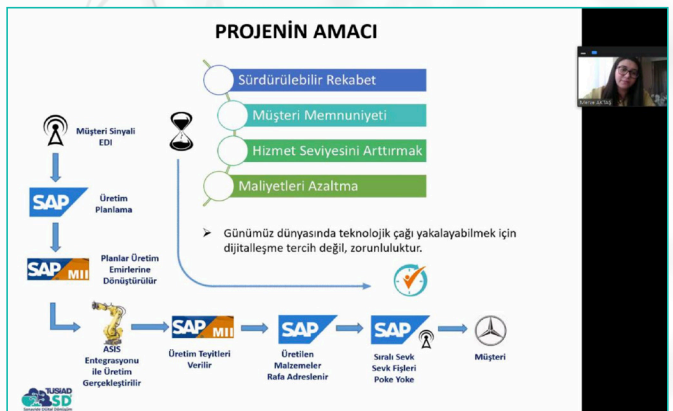 PROJENİN AMACI
Sürdürülebilir Rekabet
Müşteri Memnuniyeti
Hizmet Seviyesini Arttırmak
Maliyetleri Azaltma
Müşteri Sinyali
EDI
SAP
Üretim
Planlama
SAP MII
Planlar Üretim
Emirlerine
Dönüştürülür
➤ Günümüz dünyasında teknolojik çağı yakalayabilmek için
dijitalleşme tercih değil, zorunluluktur.
ASIS
Entegrasyonu
ile Üretim
Gerçekleştirilir
SAP MII
Üretim Teyitleri
Verilir
SAP
Üretilen
Malzemeler
Rafa Adreslenir
SAP
Sıralı Sevk
Sevk Fişleri
Poke Yoke
Müşteri
TUSİAD
SD
AKTAŞ